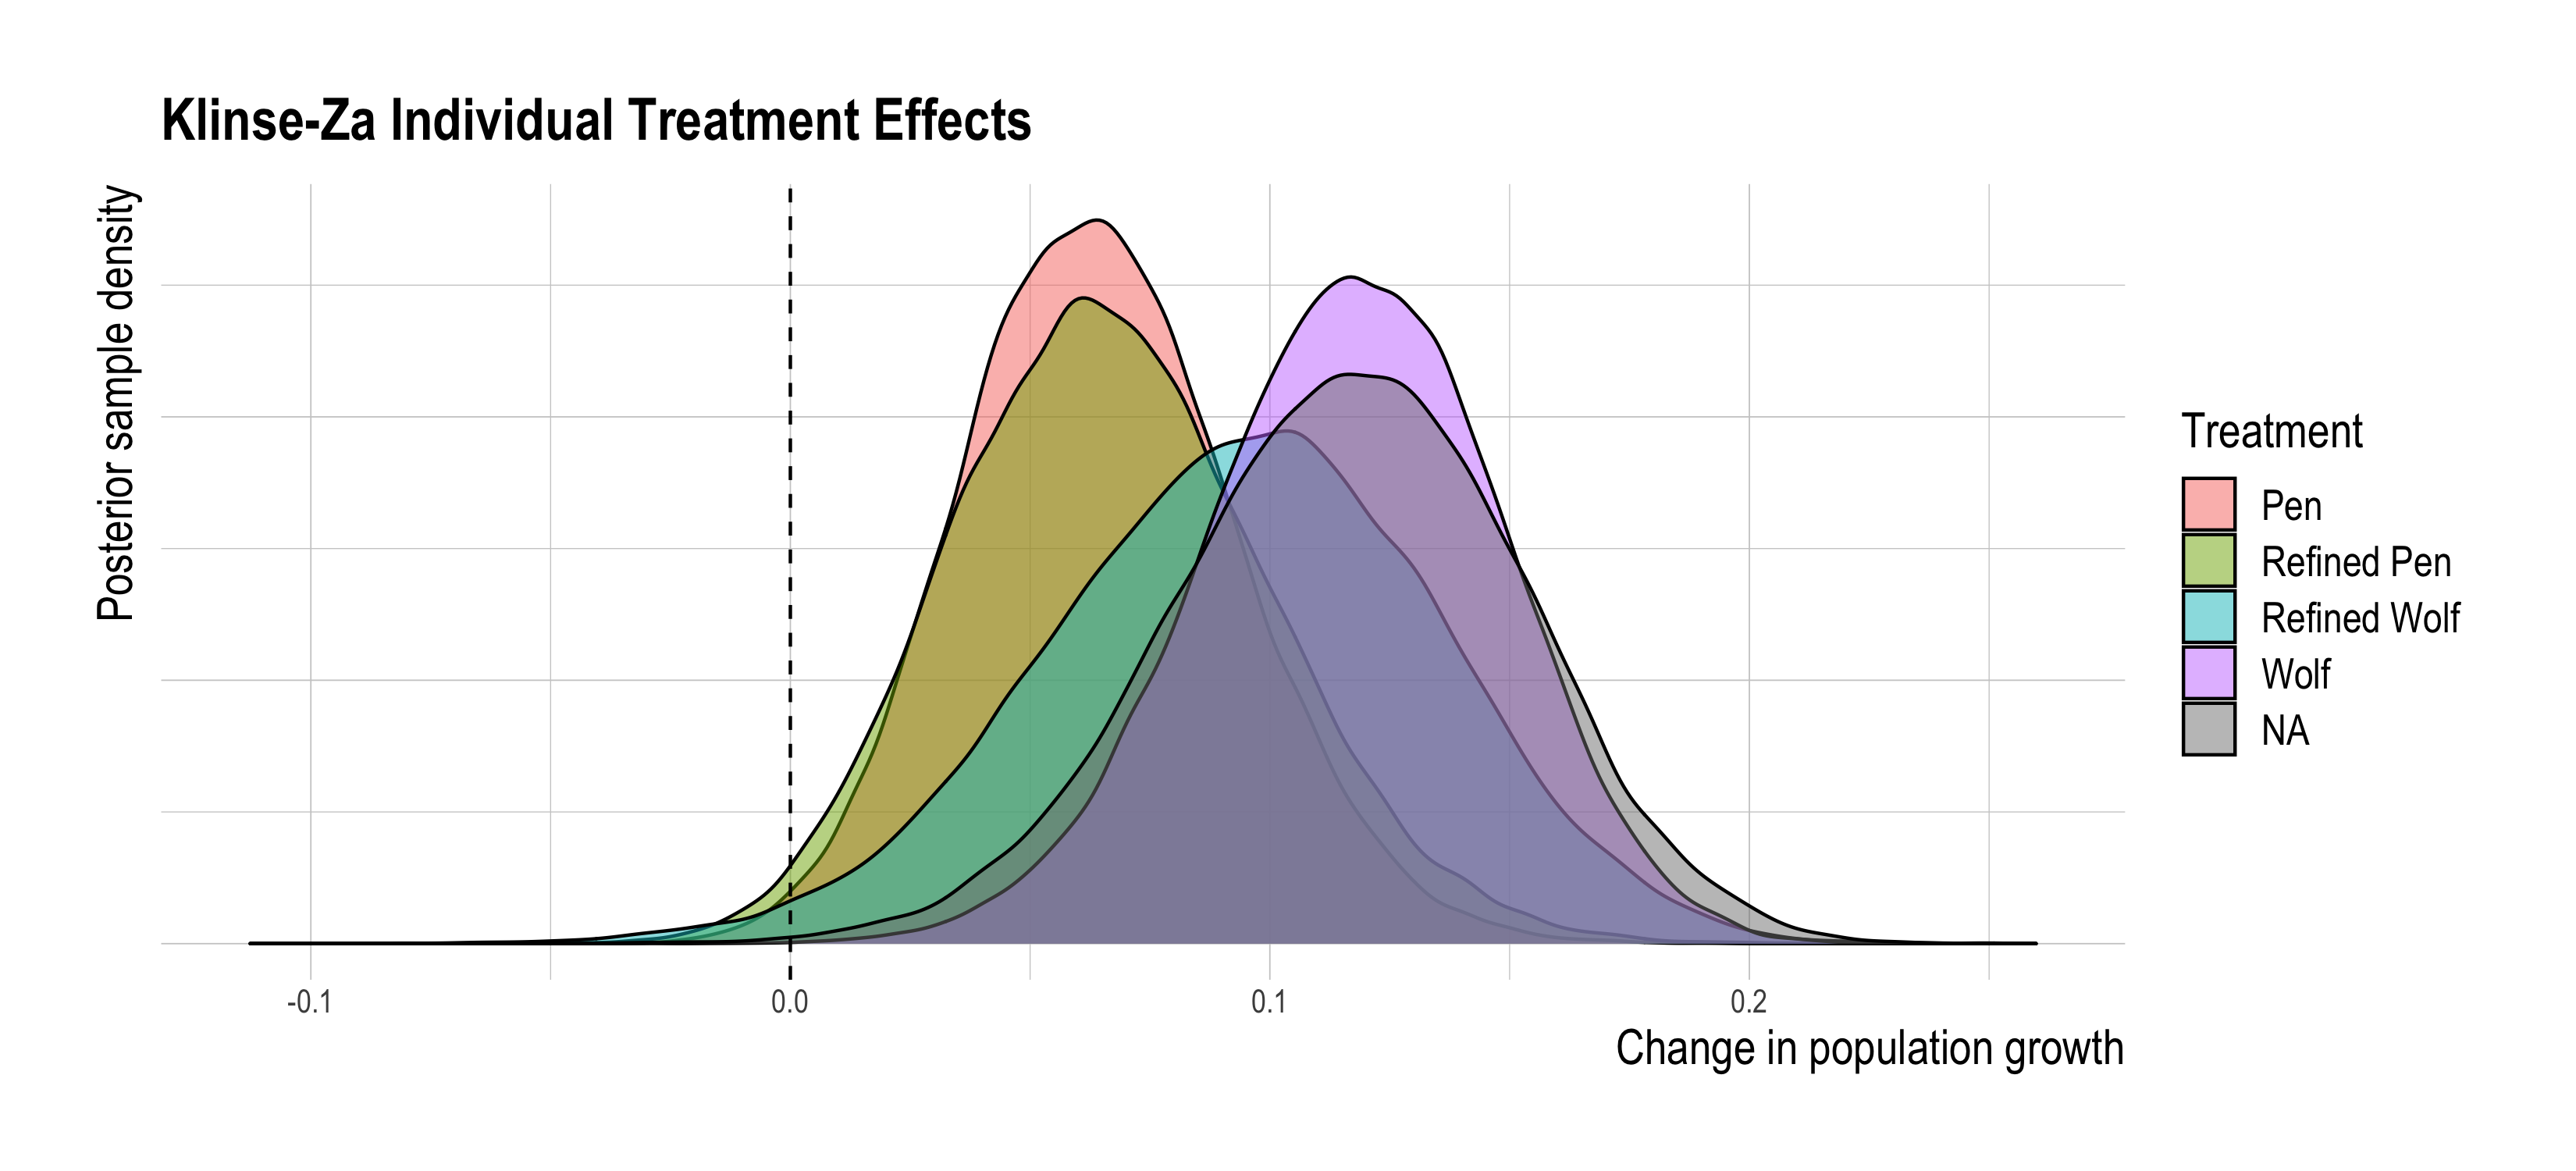 Klinse-Za Individual Treatment Effects
Posterior sample density
-0.1
0.0
0.1
0.2
Change in population growth
Treatment
Pen
Refined Pen
Refined Wolf
Wolf
NA